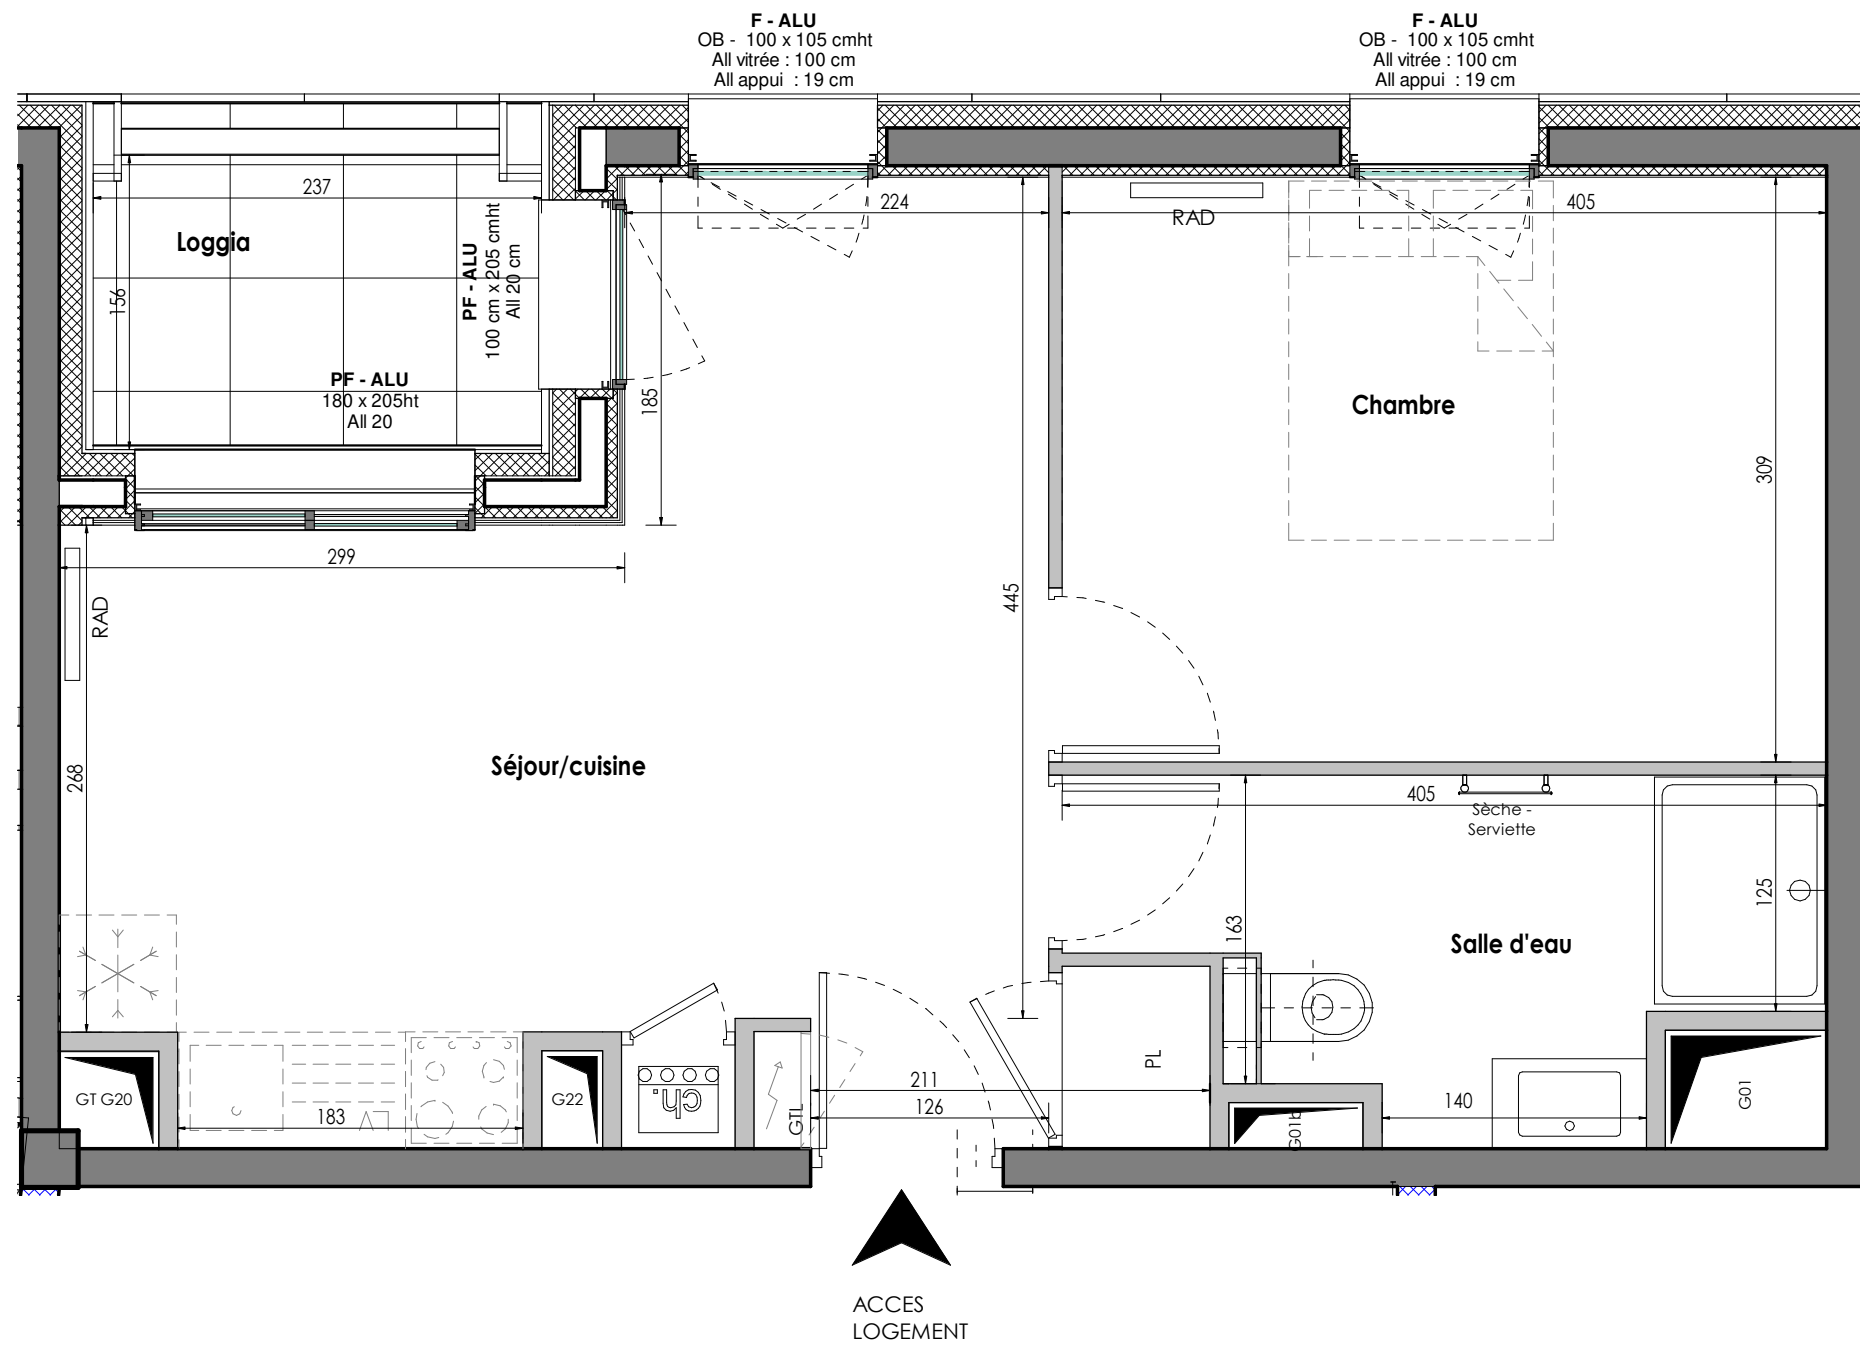 F - ALU
OB - 100 x 105 cmht
All vitrée : 100 cm
All appui : 19 cm
F - ALU
OB - 100 x 105 cmht
All vitrée : 100 cm
All appui : 19 cm
237
224
405
RAD
Loggia
156
PF - ALU
100 cm x 205 cmht
All 20 cm
PF - ALU
180 x 205ht
All 20
185
Chambre
309
299
RAD
445
268
Séjour/cuisine
405
Sèche -
Serviette
125
163
Salle d'eau
GT G20
183
LV
G22
ch.
GTL
211
126
PL
G01b
140
G01
ACCES
LOGEMENT